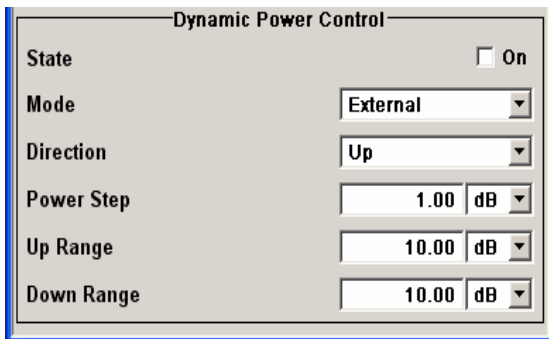 Dynamic Power Control
State On
Mode External
Direction Up
Power Step 1.00 dB
Up Range 10.00 dB
Down Range 10.00 dB